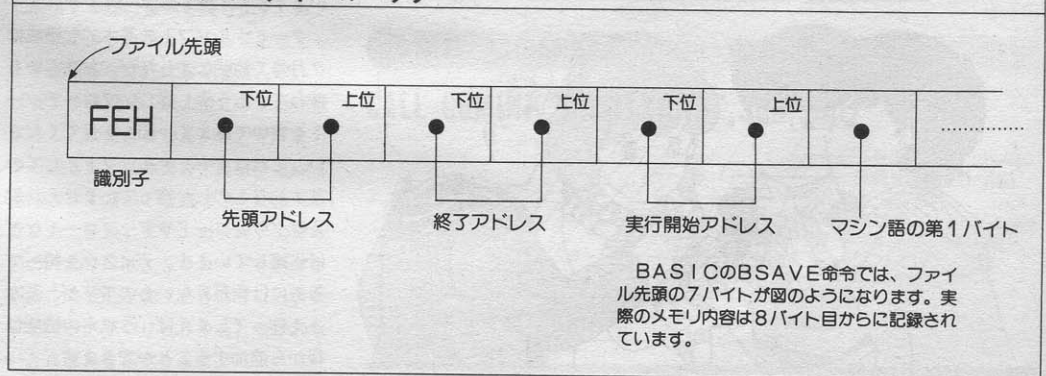 ファイル先頭
下位 上位 下位 上位 下位 上位
FEH
識別子
先頭アドレス 終了アドレス 実行開始アドレス マシン語の第1バイト
BASICのBSAVE命令では、ファイ
ル先頭の7バイトが図のようになります。実
際のメモリ内容は8バイト目からに記録され
ています。